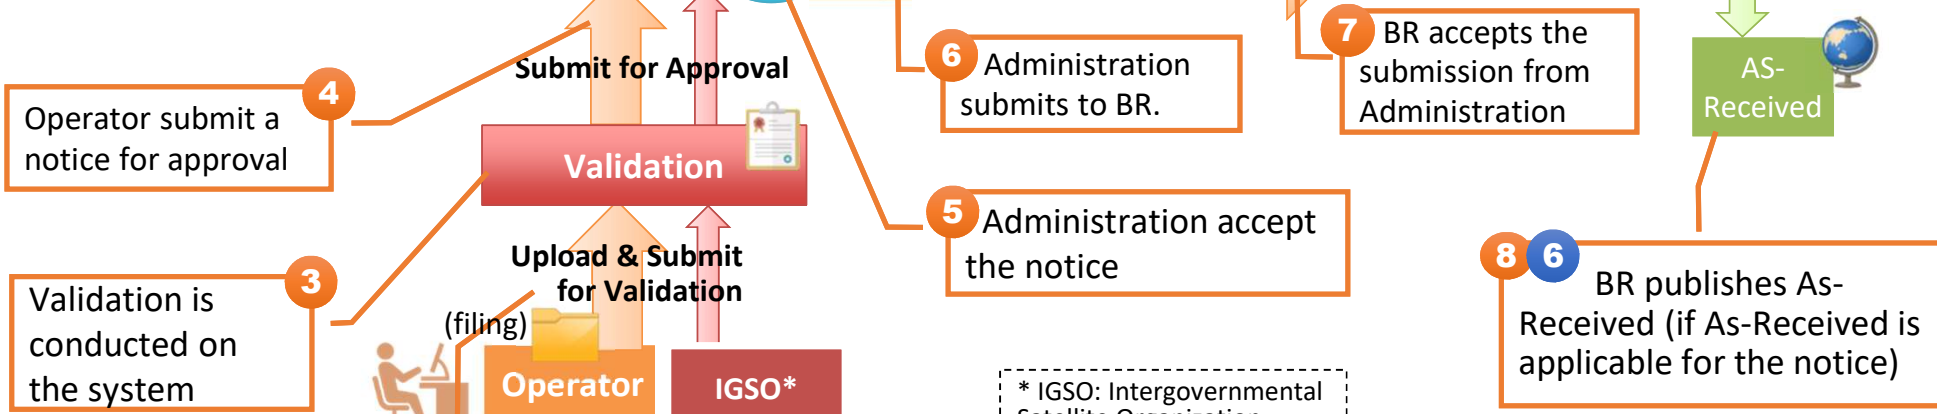 4
Operator submit a
notice for approval
Submit for Approval
Validation
3
Validation is
conducted on
the system
Upload & Submit
for Validation
(filing)
Operator
IGSO*
6
Administration
submits to BR.
5
Administration accept
the notice
* IGSO: Intergovernmental
Satellite Organization
7
BR accepts the
submission from
Administration
AS-
Received
8 6
BR publishes As-
Received (if As-Received is
applicable for the notice)